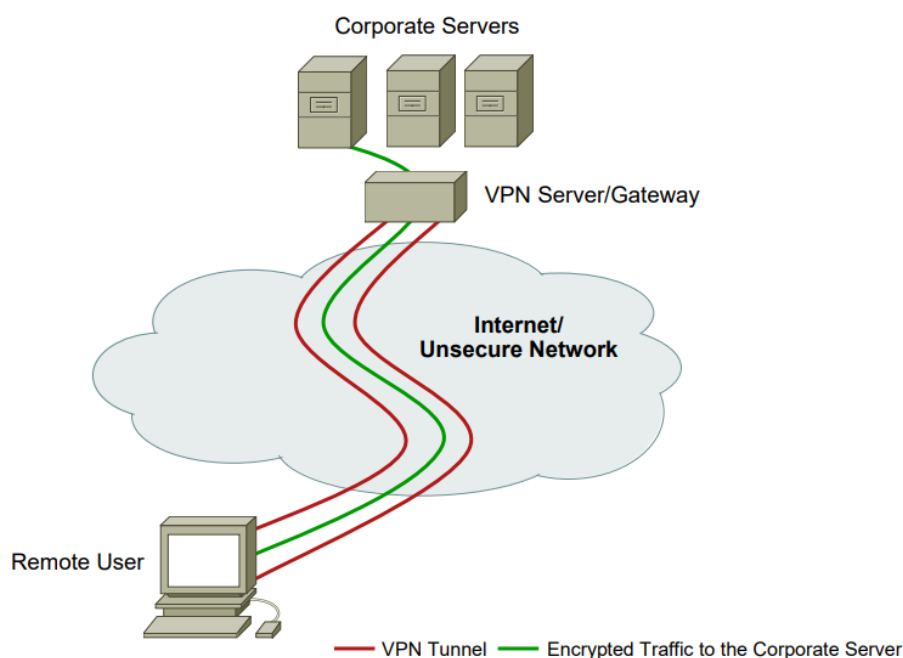 Corporate Servers
VPN Server/Gateway
Internet/
Unsecure Network
Remote User
VPN Tunnel
Encrypted Traffic to the Corporate Server